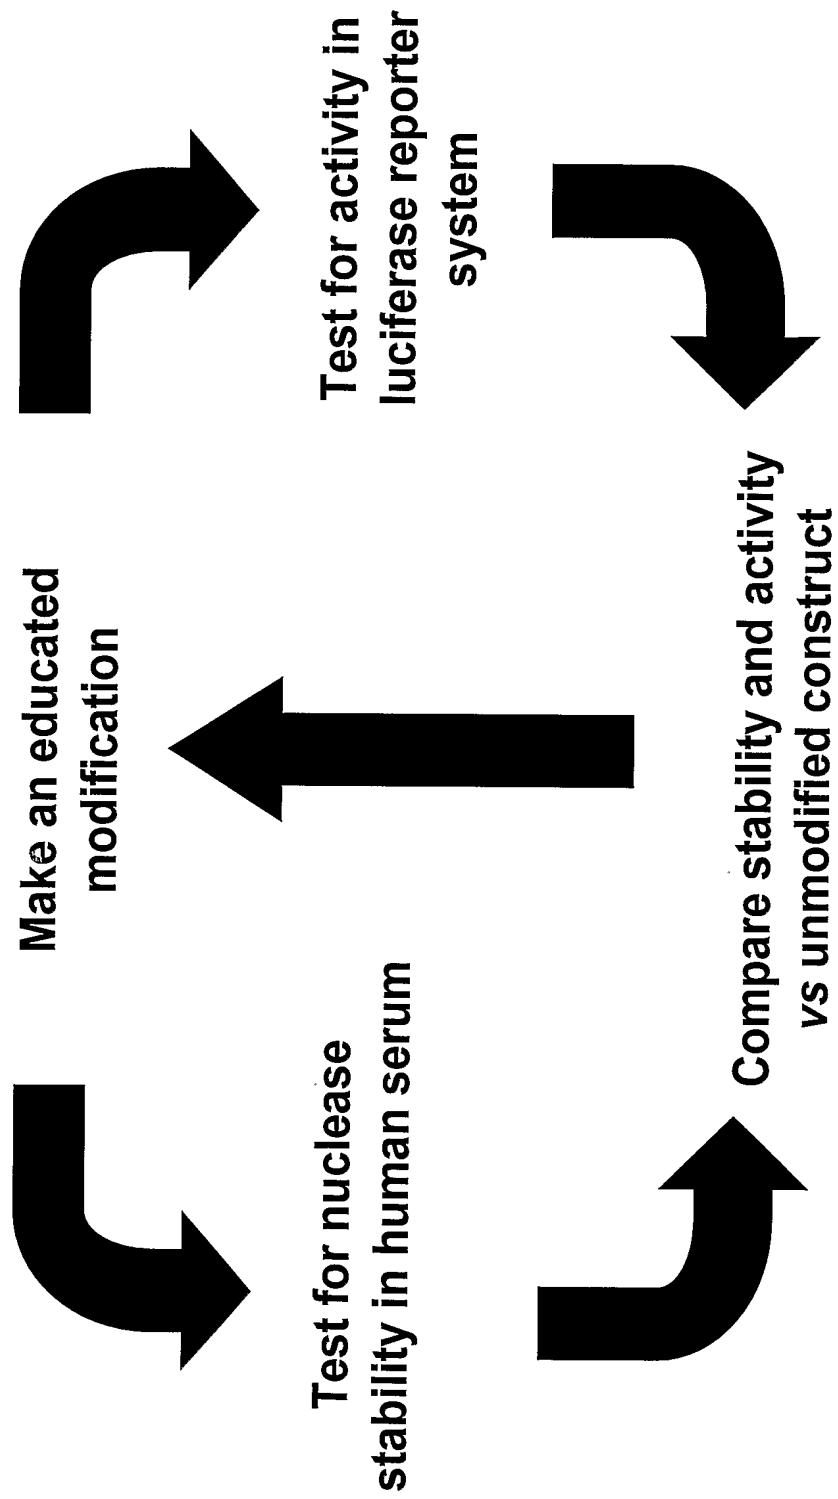 Make an educated
modification
Test for nuclease
stability in human serum
Test for activity in
luciferase reporter
system
Compare stability and activity
vs unmodified construct